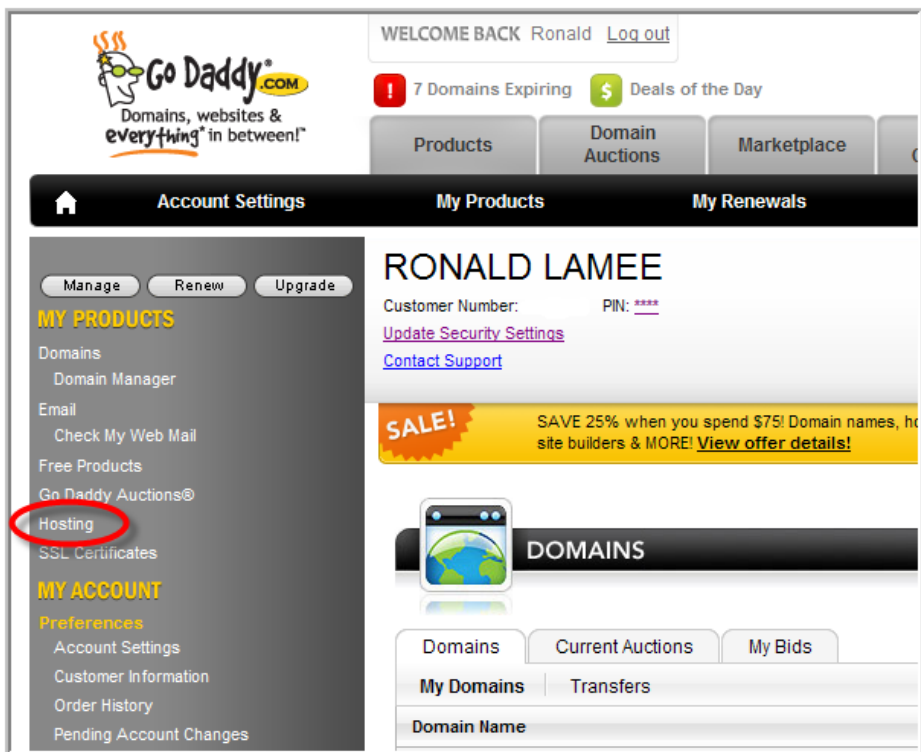 WELCOME BACK Ronald Log out
Go Daddy.COM
Domains, websites &
everything* in between!™
! 7 Domains Expiring $ Deals of the Day
Products
Domain
Auctions
Marketplace
Account Settings My Products My Renewals
Manage Renew Upgrade
MY PRODUCTS
Domains
Domain Manager
Email
Check My Web Mail
Free Products
Go Daddy Auctions®
Hosting
SSL Certificates
MY ACCOUNT
Preferences
Account Settings
Customer Information
Order History
Pending Account Changes
RONALD LAMEE
Customer Number: PIN: ****
Update Security Settings
Contact Support
SALE!
SAVE 25% when you spend $75! Domain names,
site builders & MORE! View offer details!
DOMAINS
Domains Current Auctions My Bids
My Domains Transfers
Domain Name